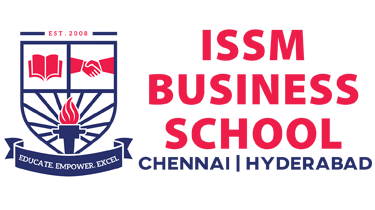 EST. 2008
EDUCATE. EMPOWER. EXCEL
ISSM
BUSINESS
SCHOOL
CHENNAI | HYDERABAD